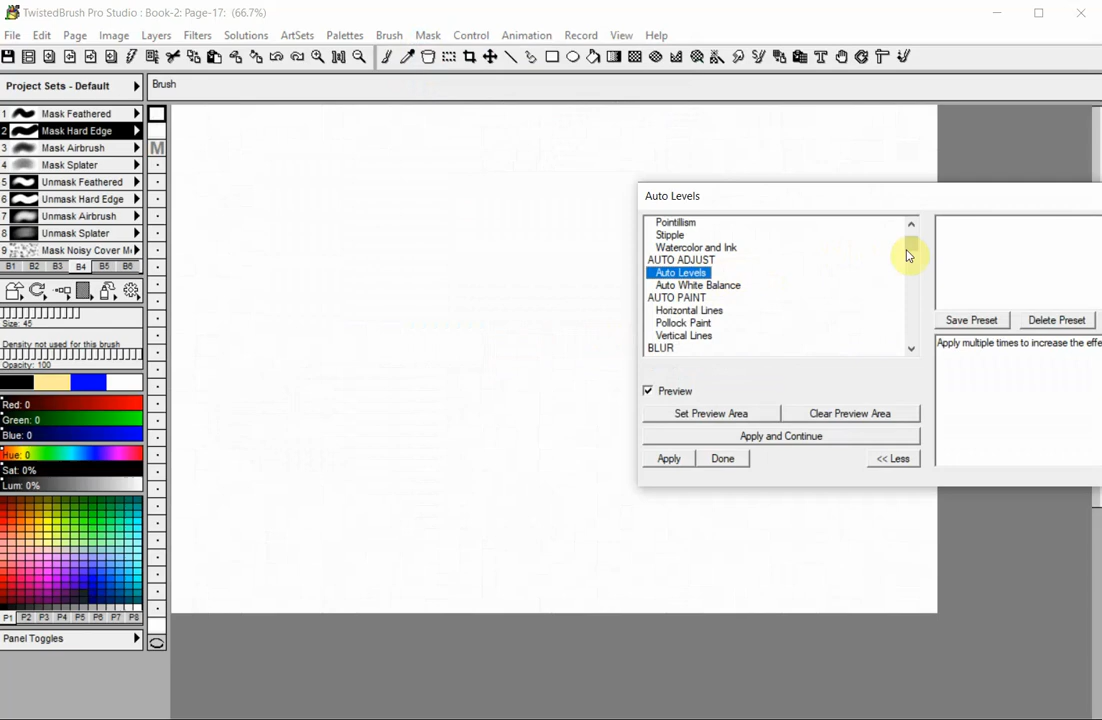 TwistedBrush Pro Studio : Book-2: Page-17: (66.7%)
File Edit Page Image Layers Filters Solutions ArtSets Palettes Brush Mask Control Animation Record View Help
Project Sets - Default
Brush
1 Mask Feathered
2 Mask Hard Edge
3 Mask Airbrush
4 Mask Splater
5 Unmask Feathered
6 Unmask Hard Edge
7 Unmask Airbrush
8 Unmask Splater
9 Mask Noisy Cover M
B1 B2 B3 B4 B5 B6
M
Size: 45
Density not used for this brush
Opacity: 100
Red: 0
Green: 0
Blue: 0
Hue: 0
Sat: 0%
Lum: 0%
P1 P2 P3 P4 P5 P6 P7 P8
Panel Toggles
Auto Levels
Pointillism
Stipple
Watercolor and Ink
AUTO ADJUST
Auto Levels
Auto White Balance
AUTO PAINT
Horizontal Lines
Pollock Paint
Vertical Lines
BLUR
Save Preset Delete Preset
Apply multiple times to increase the effe
Preview
Set Preview Area Clear Preview Area
Apply and Continue
Apply Done << Less